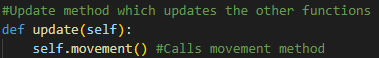 #Update method which updates the other functions
def update(self):
    self.movement() #Calls movement method